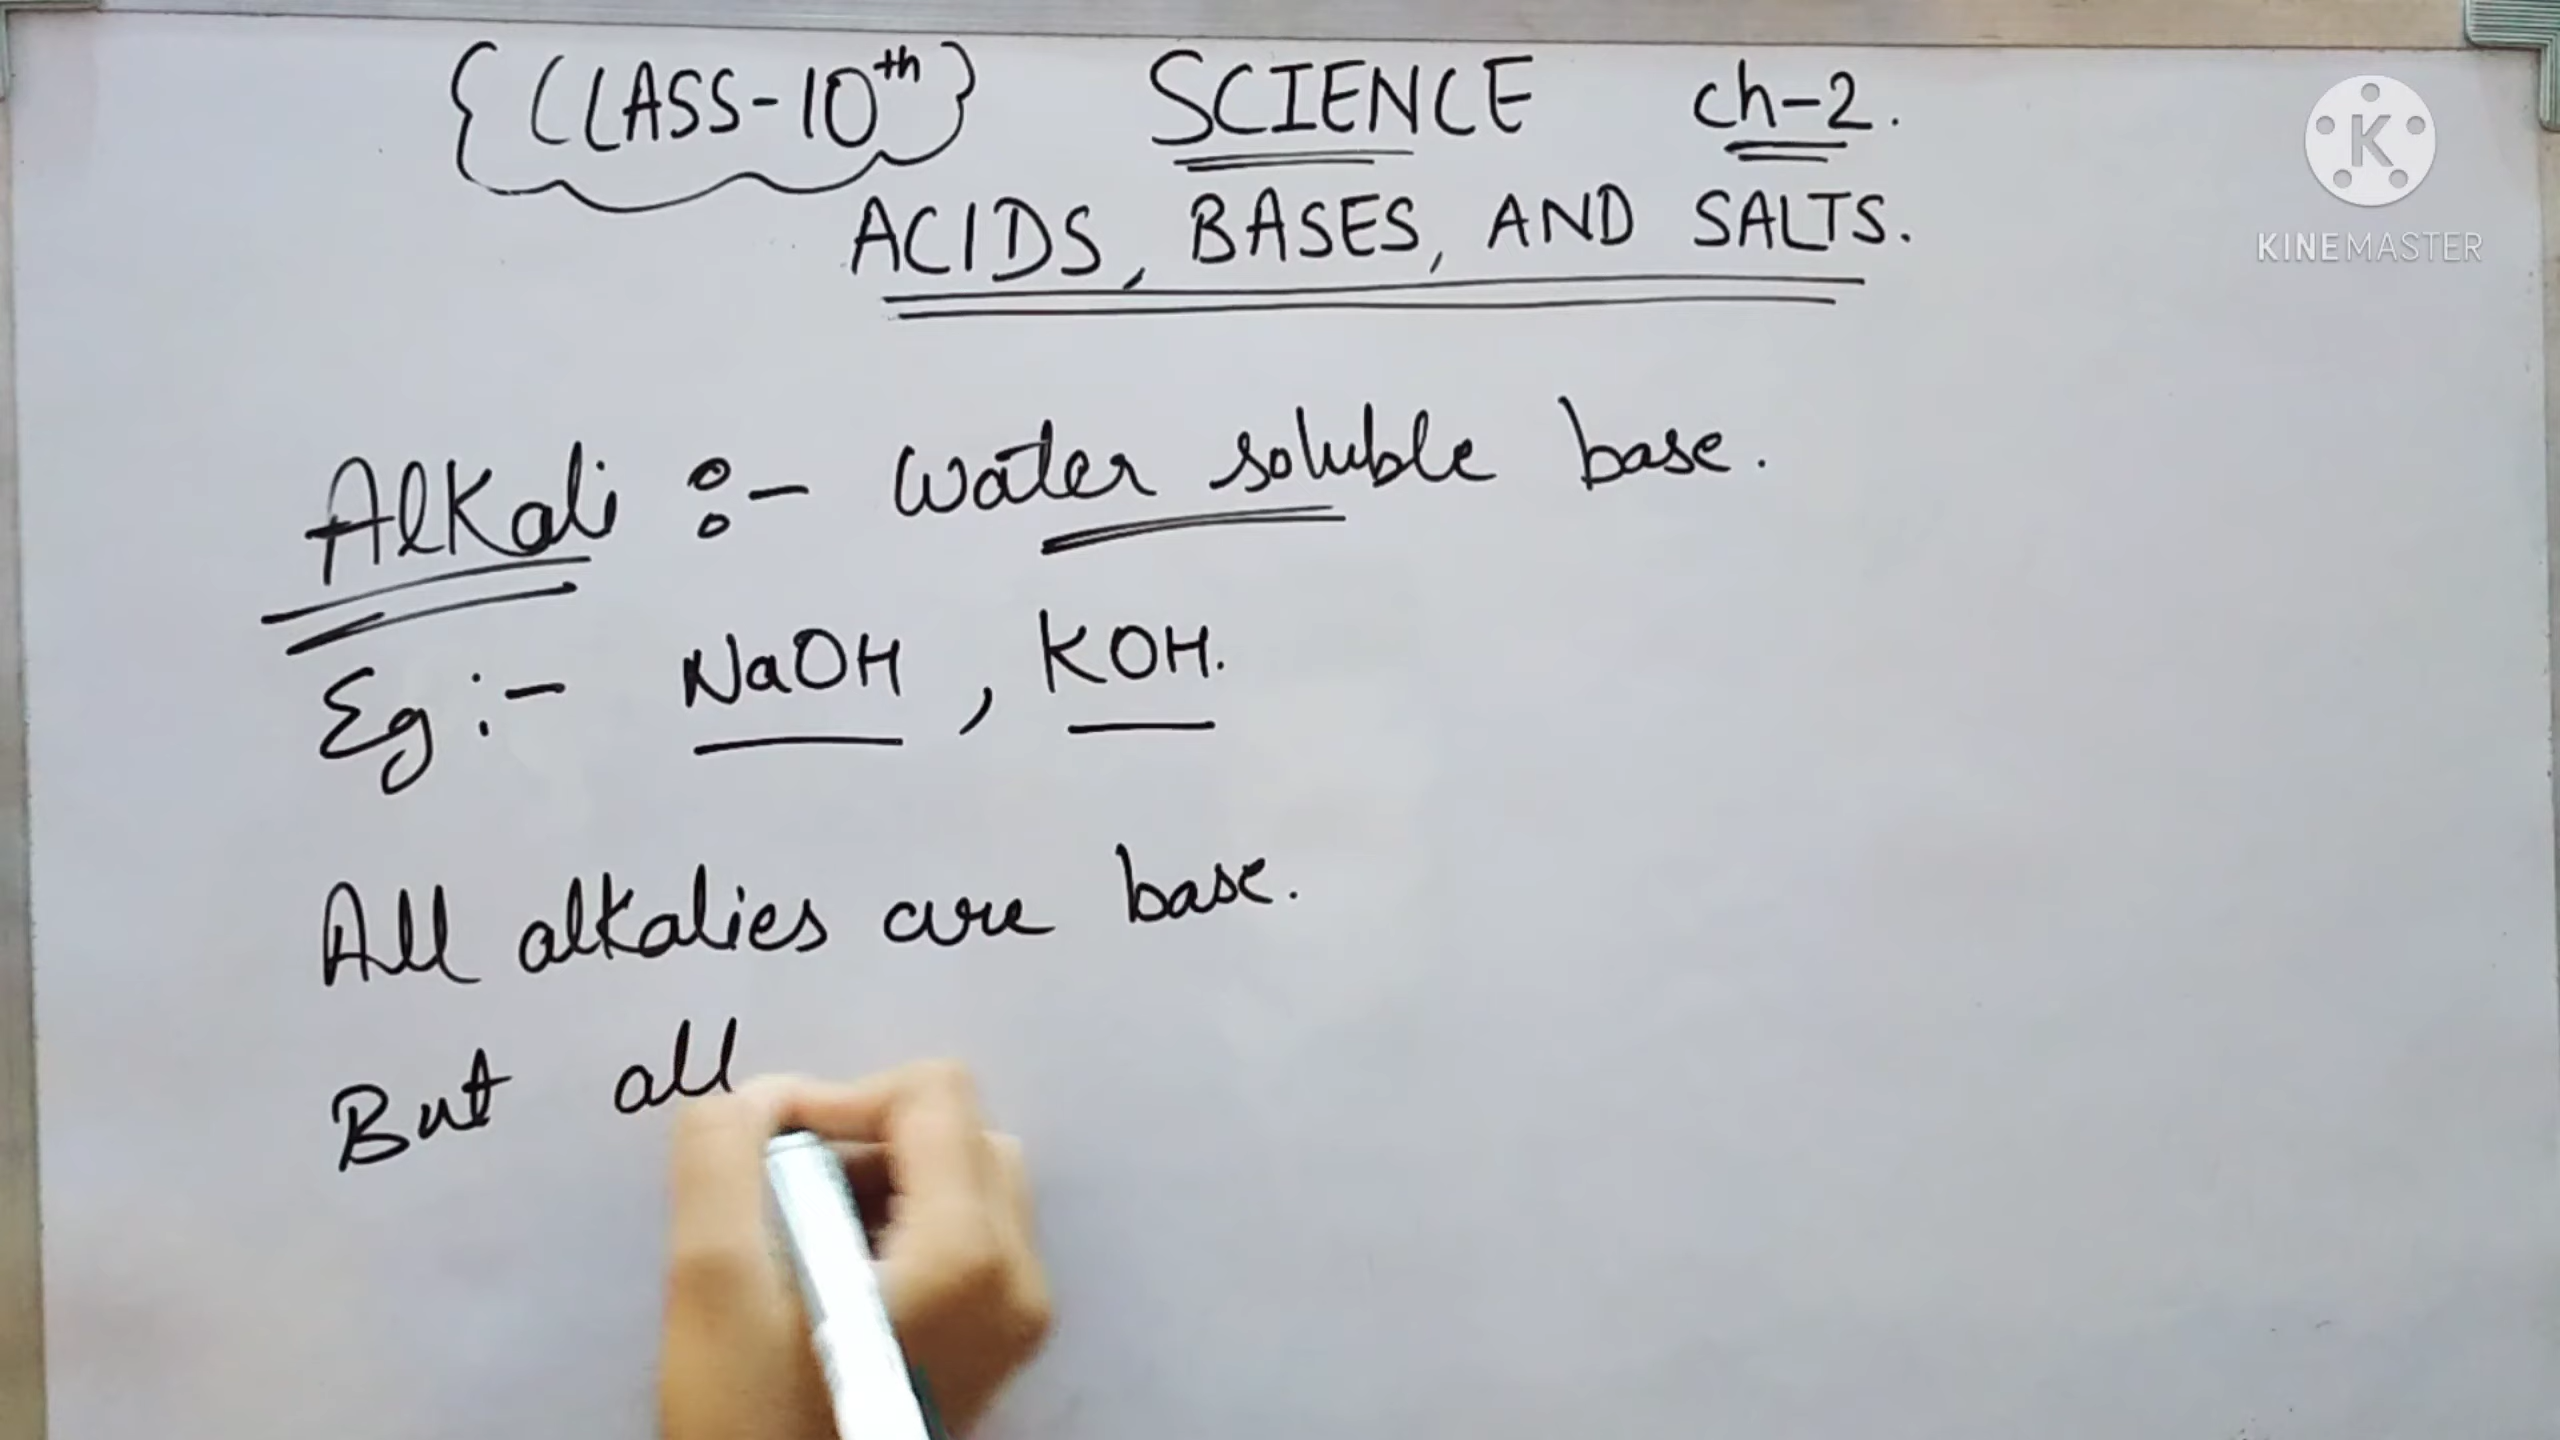 {CLASS-10th} SCIENCE ch-2.
ACIDS, BASES, AND SALTS.
K
KINEMASTER
Alkali :- Water soluble base.
Eg :- NaOH , KOH.
All alkalies are base.
But all